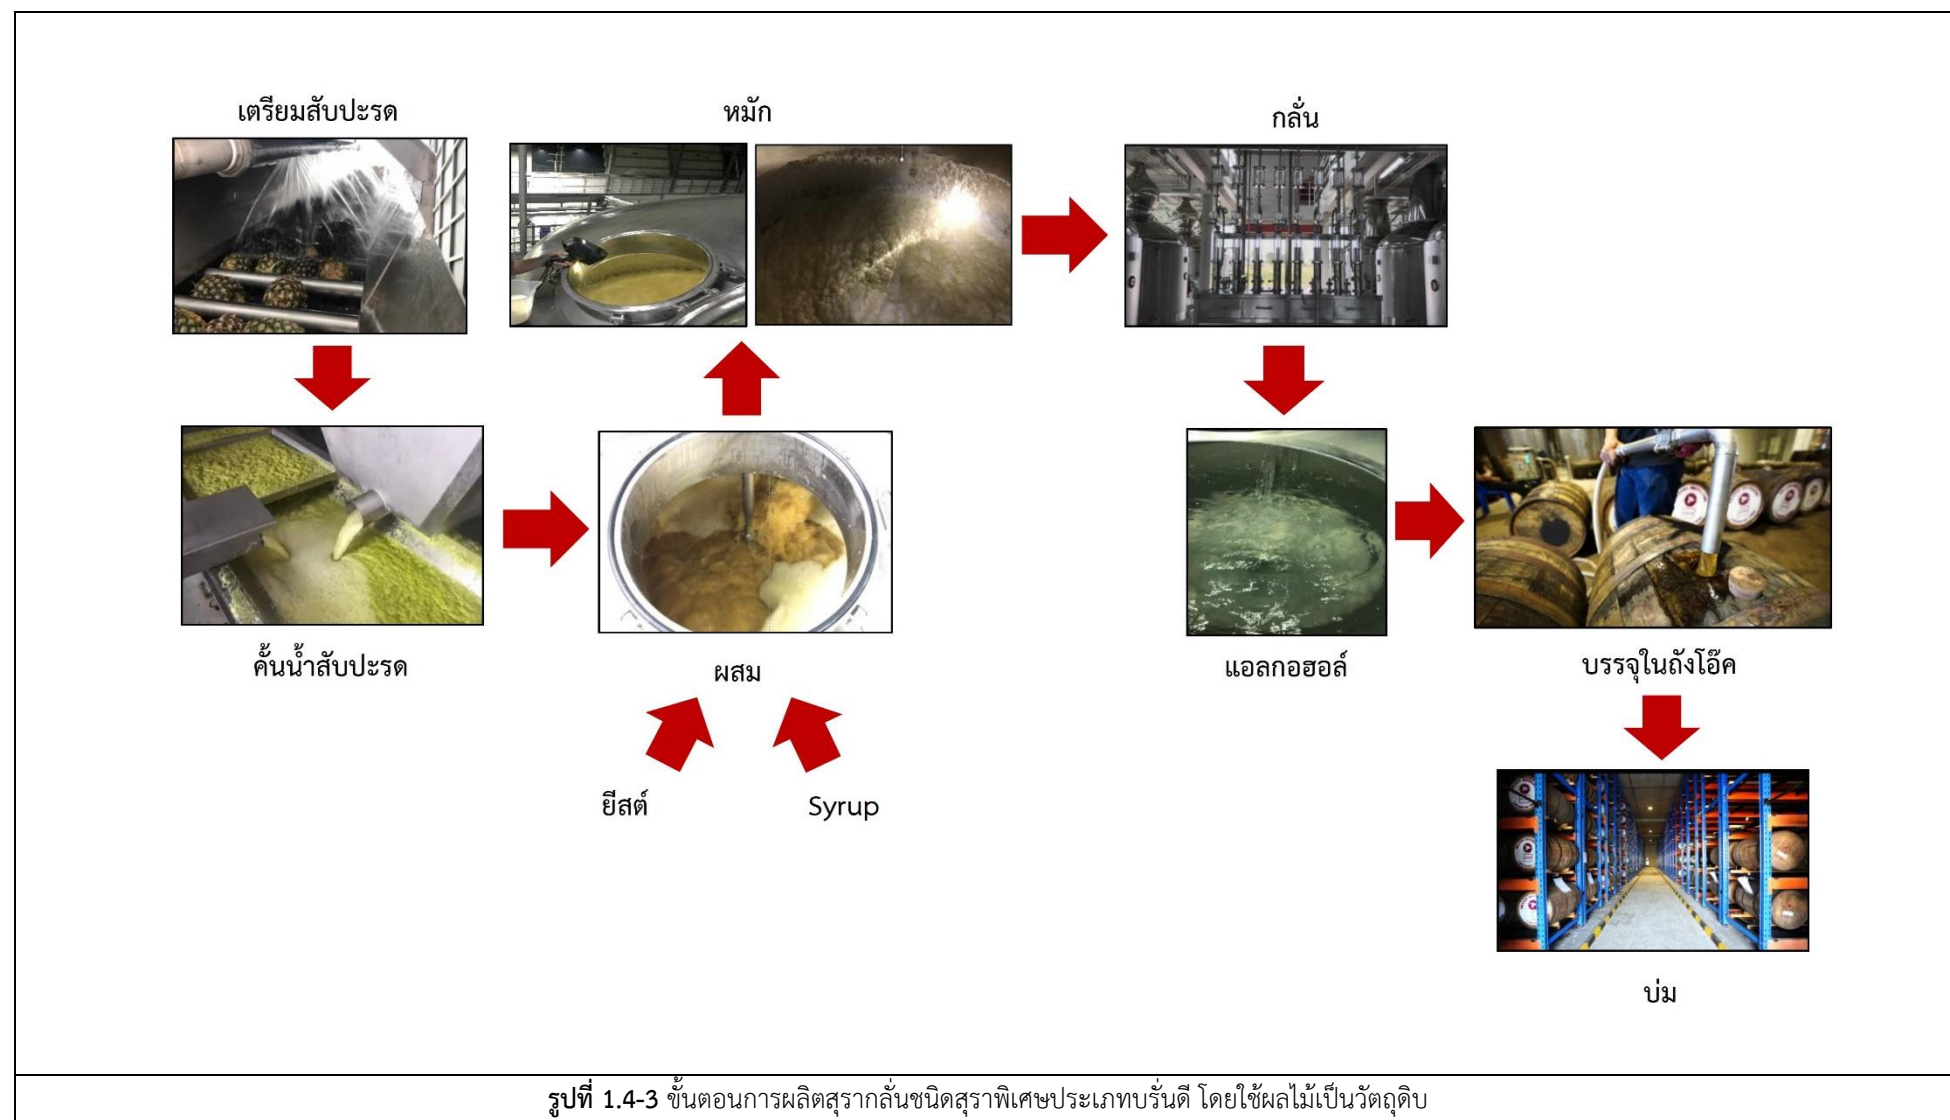 เตรียมสับปะรด
หมัก
กลั่น
คั้นน้ำสับปะรด
ผสม
แอลกอฮอล์
บรรจุในถังโอ๊ค
ยีสต์
Syrup
บ่ม
รูปที่ 1.4-3 ขั้นตอนการผลิตสุรากลั่นชนิดสุราพิเศษประเภทบรั่นดี โดยใช้ผลไม้เป็นวัตถุดิบ